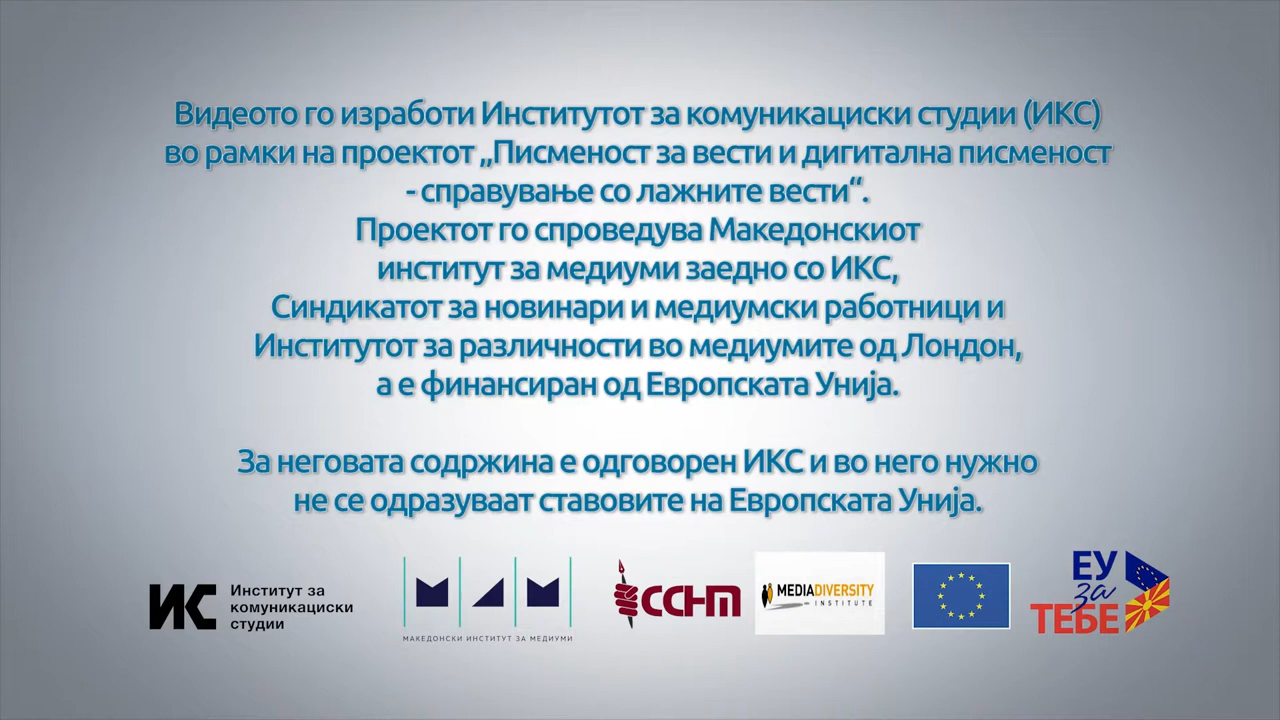 Видеото го изработи Институтот за комуникациски студии (ИКС)
во рамки на проектот „Писменост за вести и дигитална писменост
- справување со лажните вести“.
Проектот го спроведува Македонскиот
институт за медиуми заедно со ИКС,
Синдикатот за новинари и медиумски работници и
Институтот за различности во медиумите од Лондон,
а е финансиран од Европската Унија.
За неговата содржина е одговорен ИКС и во него нужно
не се одразуваат ставовите на Европската Унија.
ИКС
Институт за
комуникациски
студии
МИМ
МАКЕДОНСКИ ИНСТИТУТ ЗА МЕДИУМИ
ССНМ
MEDIADIVERSITY
INSTITUTE
ЕУ
за
ТЕБЕ